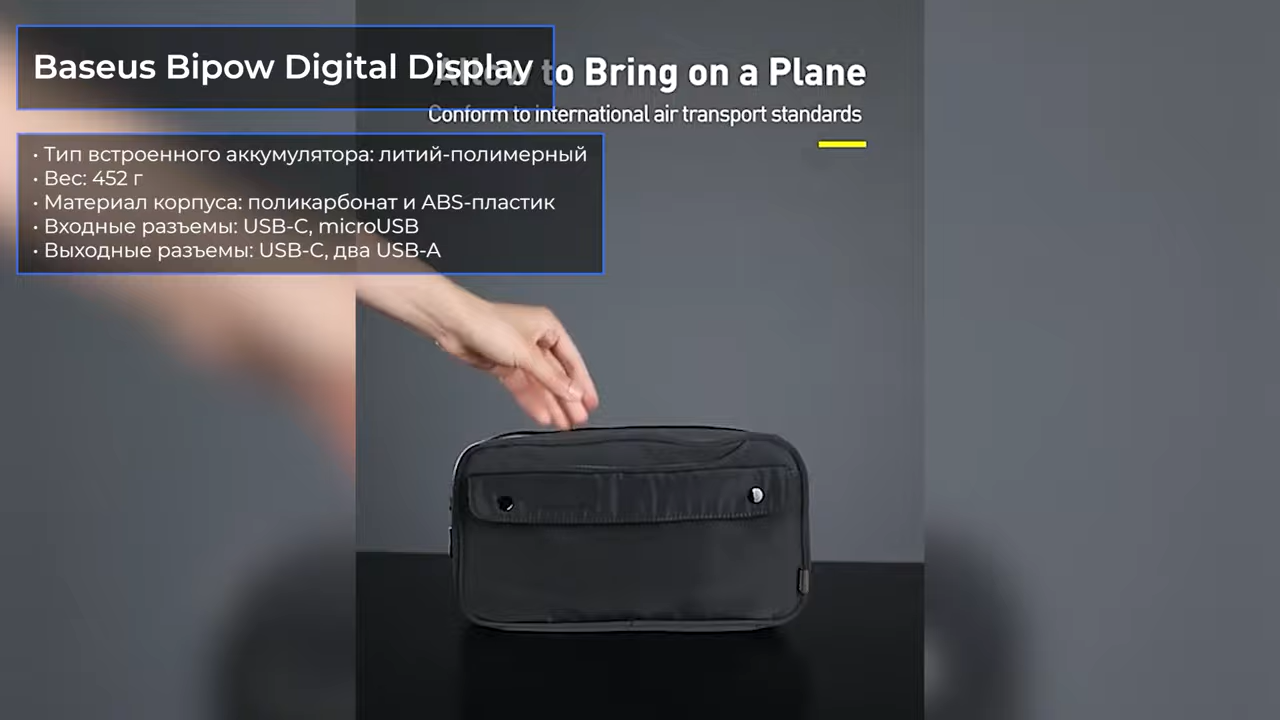 Baseus Bipow Digital Display
Allow to Bring on a Plane
Conform to international air transport standards
• Тип встроенного аккумулятора: литий-полимерный
• Вес: 452 г
• Материал корпуса: поликарбонат и ABS-пластик
• Входные разъемы: USB-C, microUSB
• Выходные разъемы: USB-C, два USB-A